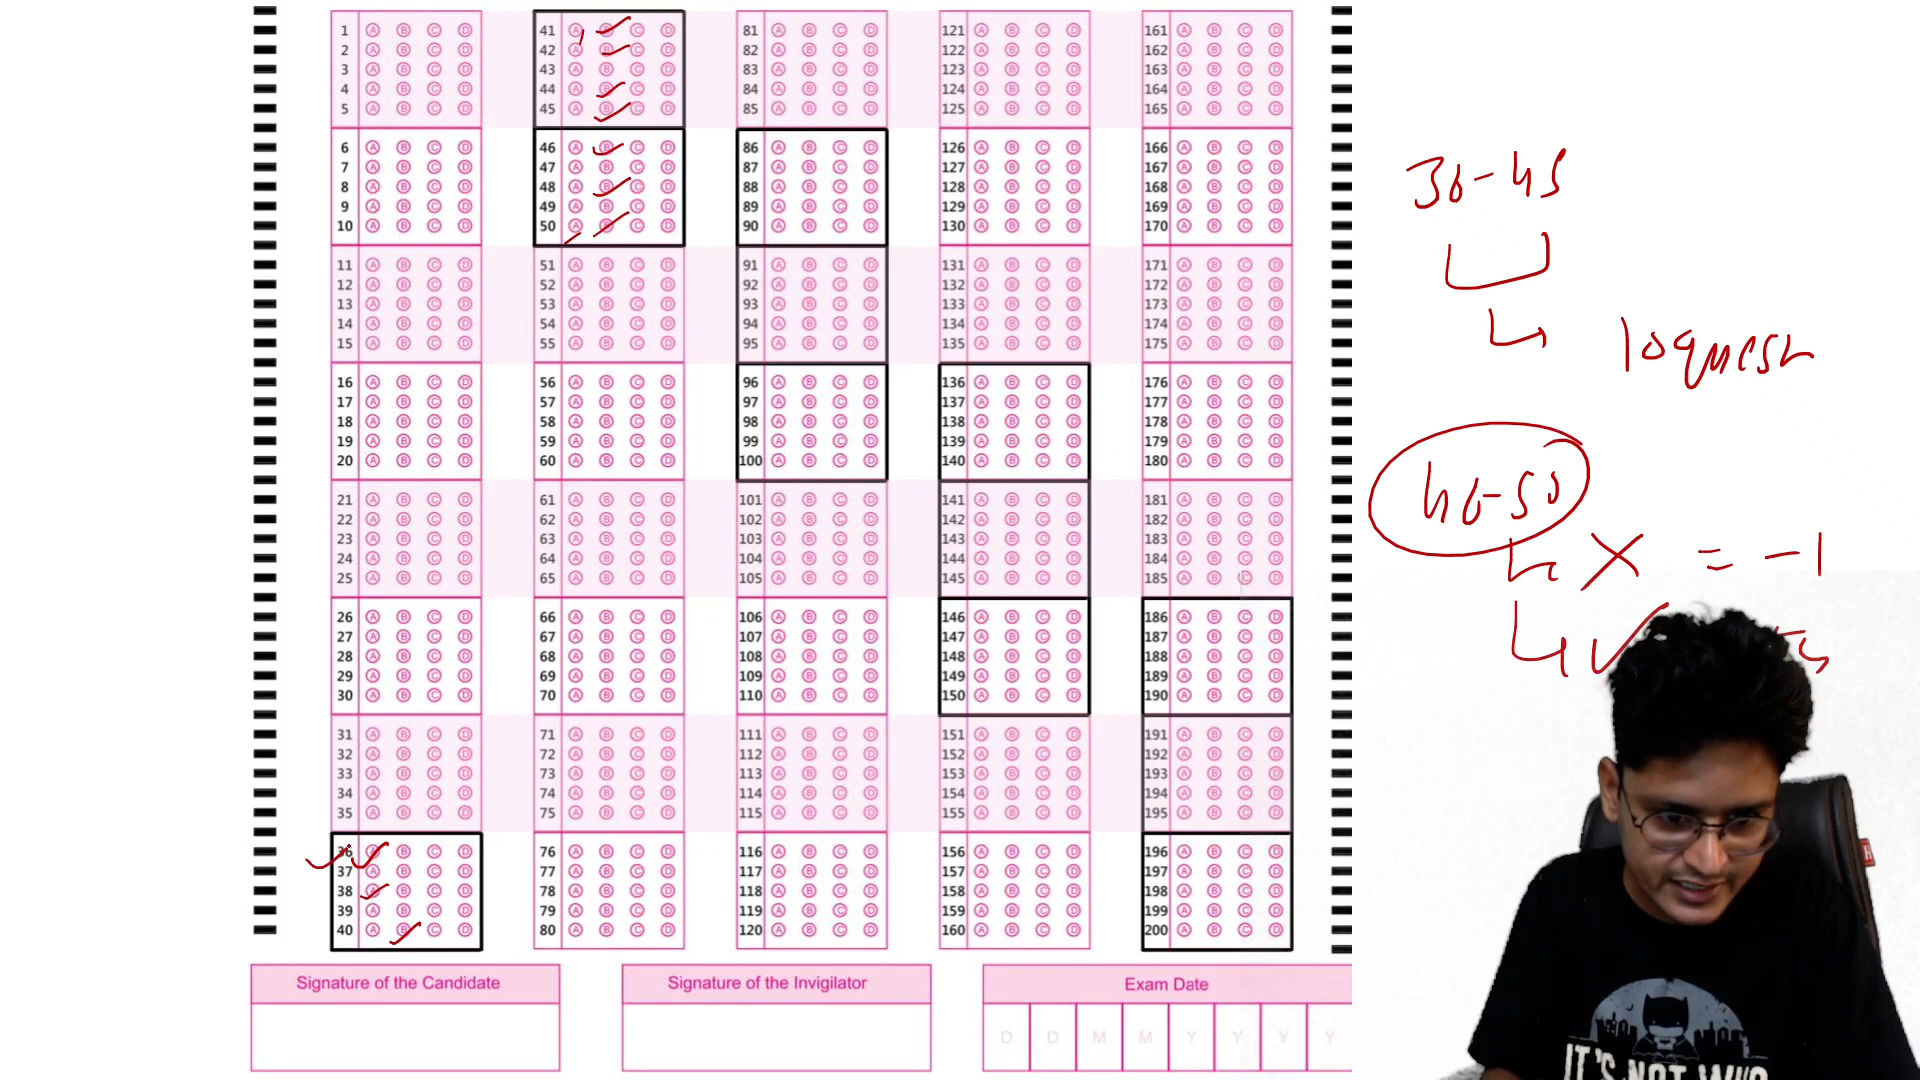 1 A B C D 41 A B C D 81 A B C D 121 A B C D 161 A B C D
2 A B C D 42 A B C D 82 A B C D 122 A B C D 162 A B C D
3 A B C D 43 A B C D 83 A B C D 123 A B C D 163 A B C D
4 A B C D 44 A B C D 84 A B C D 124 A B C D 164 A B C D
5 A B C D 45 A B C D 85 A B C D 125 A B C D 165 A B C D
6 A B C D 46 A B C D 86 A B C D 126 A B C D 166 A B C D
7 A B C D 47 A B C D 87 A B C D 127 A B C D 167 A B C D
8 A B C D 48 A B C D 88 A B C D 128 A B C D 168 A B C D
9 A B C D 49 A B C D 89 A B C D 129 A B C D 169 A B C D
10 A B C D 50 A B C D 90 A B C D 130 A B C D 170 A B C D
11 A B C D 51 A B C D 91 A B C D 131 A B C D 171 A B C D
12 A B C D 52 A B C D 92 A B C D 132 A B C D 172 A B C D
13 A B C D 53 A B C D 93 A B C D 133 A B C D 173 A B C D
14 A B C D 54 A B C D 94 A B C D 134 A B C D 174 A B C D
15 A B C D 55 A B C D 95 A B C D 135 A B C D 175 A B C D
16 A B C D 56 A B C D 96 A B C D 136 A B C D 176 A B C D
17 A B C D 57 A B C D 97 A B C D 137 A B C D 177 A B C D
18 A B C D 58 A B C D 98 A B C D 138 A B C D 178 A B C D
19 A B C D 59 A B C D 99 A B C D 139 A B C D 179 A B C D
20 A B C D 60 A B C D 100 A B C D 140 A B C D 180 A B C D
21 A B C D 61 A B C D 101 A B C D 141 A B C D 181 A B C D
22 A B C D 62 A B C D 102 A B C D 142 A B C D 182 A B C D
23 A B C D 63 A B C D 103 A B C D 143 A B C D 183 A B C D
24 A B C D 64 A B C D 104 A B C D 144 A B C D 184 A B C D
25 A B C D 65 A B C D 105 A B C D 145 A B C D 185 A B C D
26 A B C D 66 A B C D 106 A B C D 146 A B C D 186 A B C D
27 A B C D 67 A B C D 107 A B C D 147 A B C D 187 A B C D
28 A B C D 68 A B C D 108 A B C D 148 A B C D 188 A B C D
29 A B C D 69 A B C D 109 A B C D 149 A B C D 189 A B C D
30 A B C D 70 A B C D 110 A B C D 150 A B C D 190 A B C D
31 A B C D 71 A B C D 111 A B C D 151 A B C D 191 A B C D
32 A B C D 72 A B C D 112 A B C D 152 A B C D 192 A B C D
33 A B C D 73 A B C D 113 A B C D 153 A B C D 193 A B C D
34 A B C D 74 A B C D 114 A B C D 154 A B C D 194 A B C D
35 A B C D 75 A B C D 115 A B C D 155 A B C D 195 A B C D
36 A B C D 76 A B C D 116 A B C D 156 A B C D 196 A B C D
37 A B C D 77 A B C D 117 A B C D 157 A B C D 197 A B C D
38 A B C D 78 A B C D 118 A B C D 158 A B C D 198 A B C D
39 A B C D 79 A B C D 119 A B C D 159 A B C D 199 A B C D
40 A B C D 80 A B C D 120 A B C D 160 A B C D 200 A B C D
Signature of the Candidate
Signature of the Invigilator
Exam Date
D D M M Y Y Y Y
36-45
46-50
= -1
IT'S NOT WHO